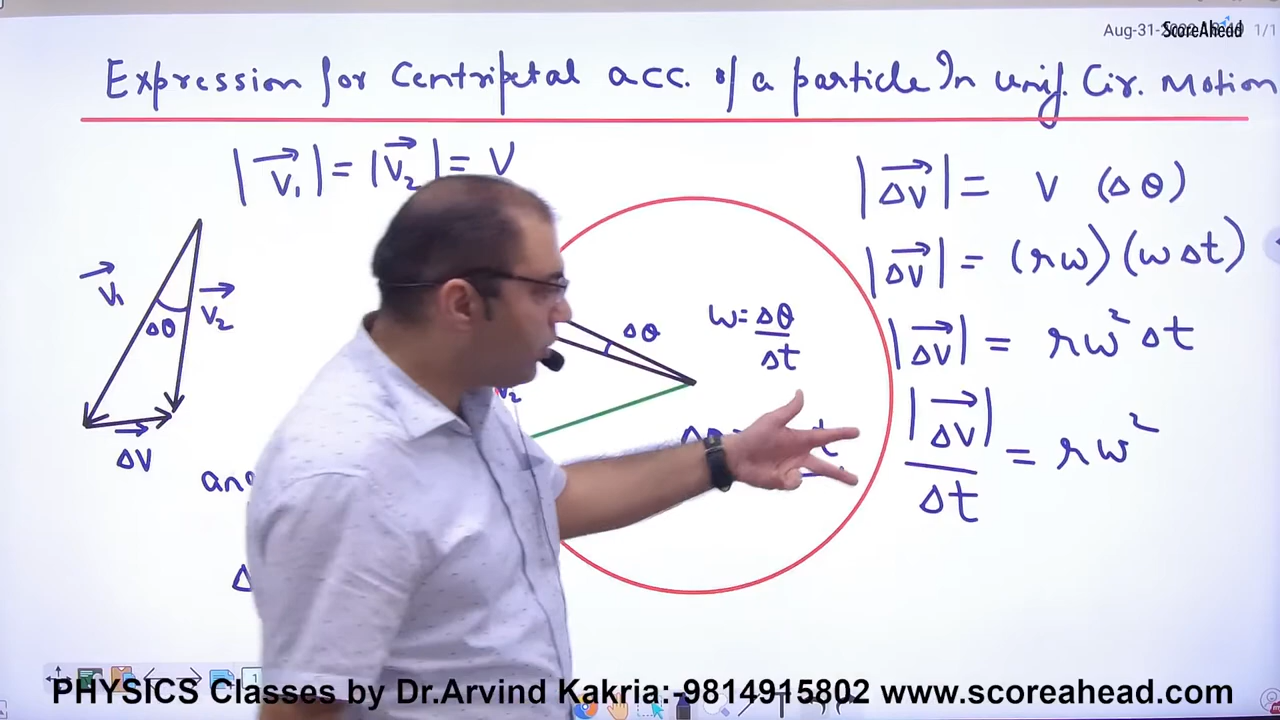 Aug-31-2022 ScoreAhead 1/1
Expression for Centripetal acc. of a particle In unif. Cir. Motion
|v₁| = |v₂| = V
v₁
Δθ
v₂
ΔV
Δθ
ω = Δθ/Δt
v₂
|ΔV| = V (Δθ)
|ΔV| = (rω)(ωΔt)
|ΔV| = rω²Δt
|ΔV|/Δt = rω²
PHYSICS Classes by Dr.Arvind Kakria:-9814915802 www.scoreahead.com